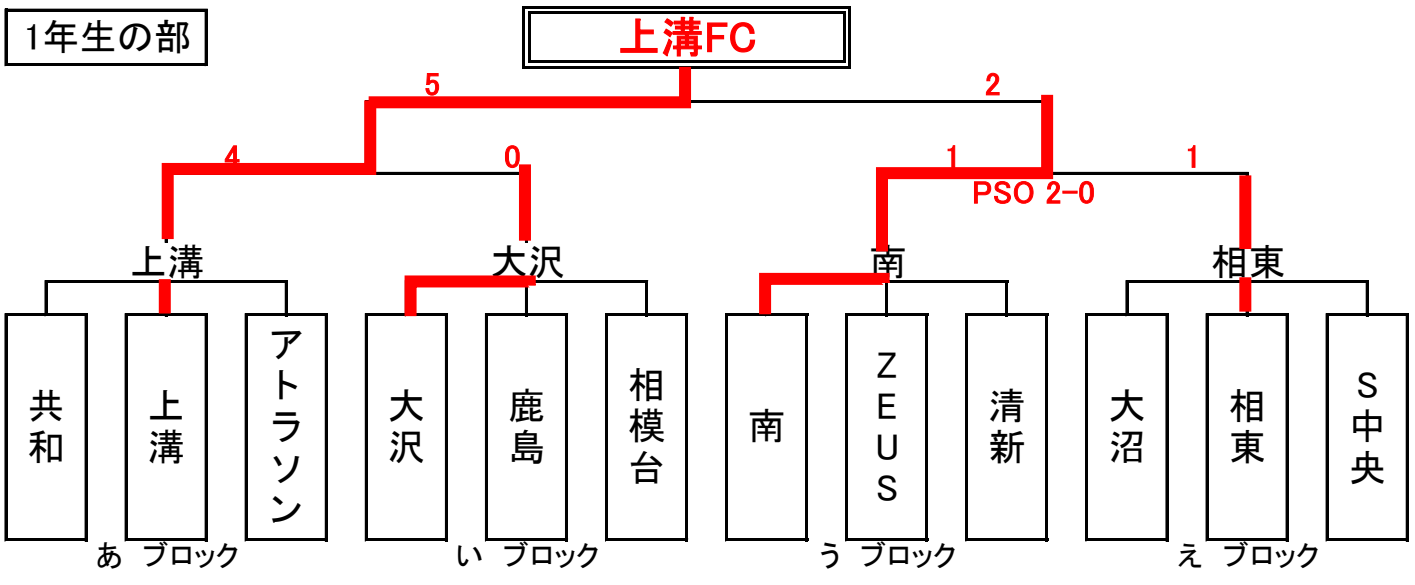 1年生の部
上溝FC
5
2
4
0
1
1
PSO 2-0
上溝
大沢
南
相東
共和
上溝
アトラソン
大沢
鹿島
相模台
南
ZEUS
清新
大沼
相東
S中央
あ ブロック
い ブロック
う ブロック
え ブロック